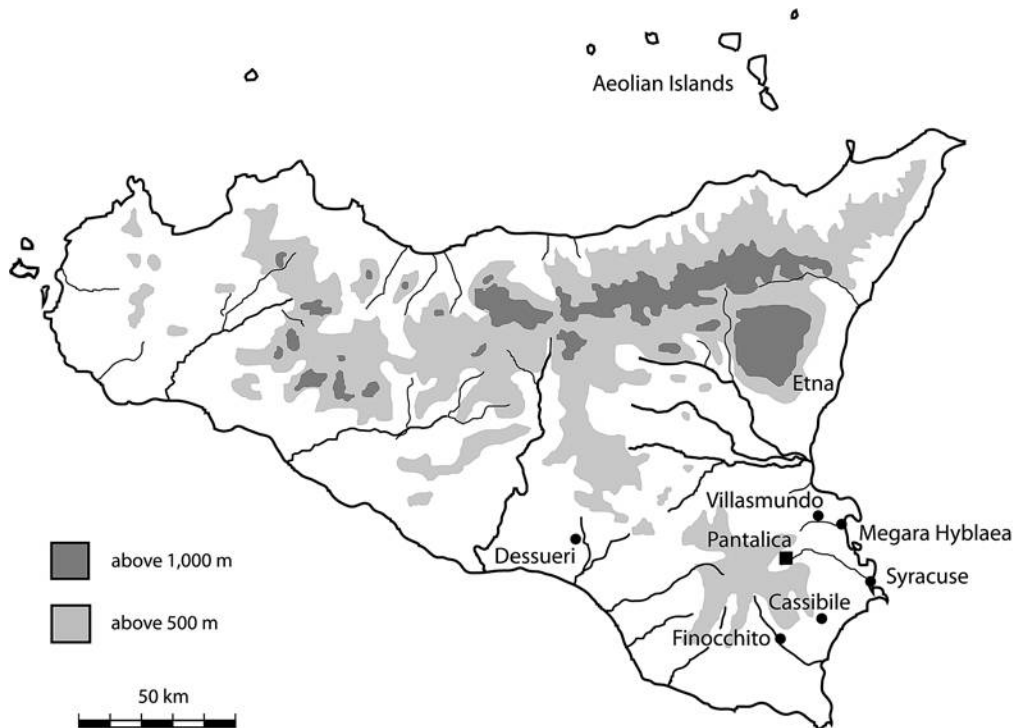 Aeolian Islands
Etna
Villasmundo
Megara Hyblaea
Pantalica
Dessueri
Syracuse
Cassibile
Finocchito
above 1,000 m
above 500 m
50 km